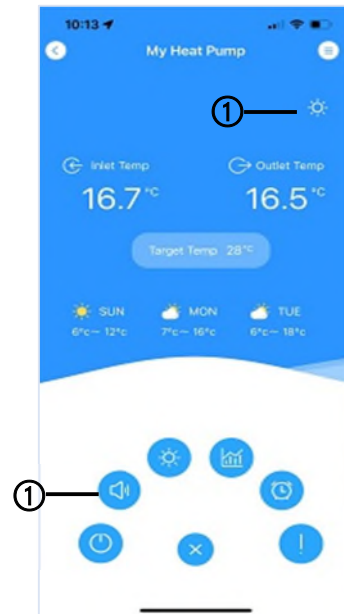 10:13
My Heat Pump
①
Inlet Temp
Outlet Temp
16.7°C
16.5°C
Target Temp 28°C
SUN
MON
TUE
6°c~ 12°c
7°c~ 16°c
6°c~ 18°c
①